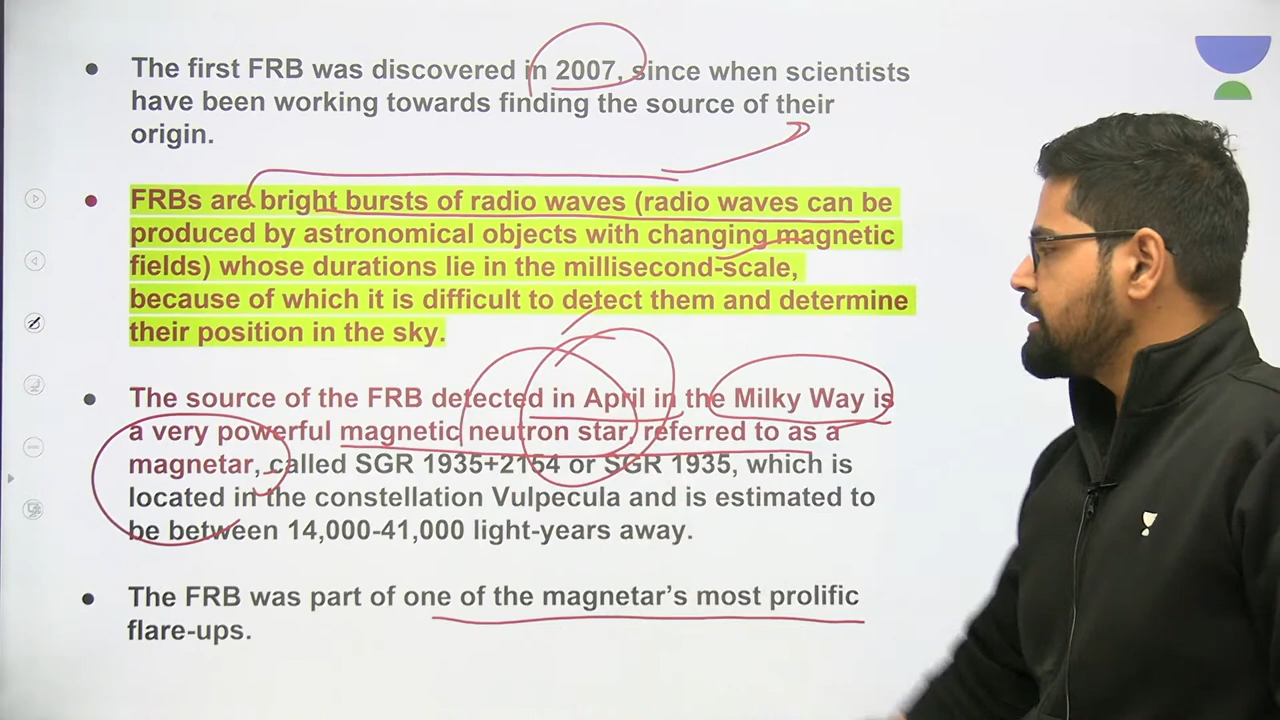 The first FRB was discovered in 2007, since when scientists
have been working towards finding the source of their
origin.
FRBs are bright bursts of radio waves (radio waves can be
produced by astronomical objects with changing magnetic
fields) whose durations lie in the millisecond-scale,
because of which it is difficult to detect them and determine
their position in the sky.
The source of the FRB detected in April in the Milky Way is
a very powerful magnetic neutron star, referred to as a
magnetar, called SGR 1935+2154 or SGR 1935, which is
located in the constellation Vulpecula and is estimated to
be between 14,000-41,000 light-years away.
The FRB was part of one of the magnetar's most prolific
flare-ups.